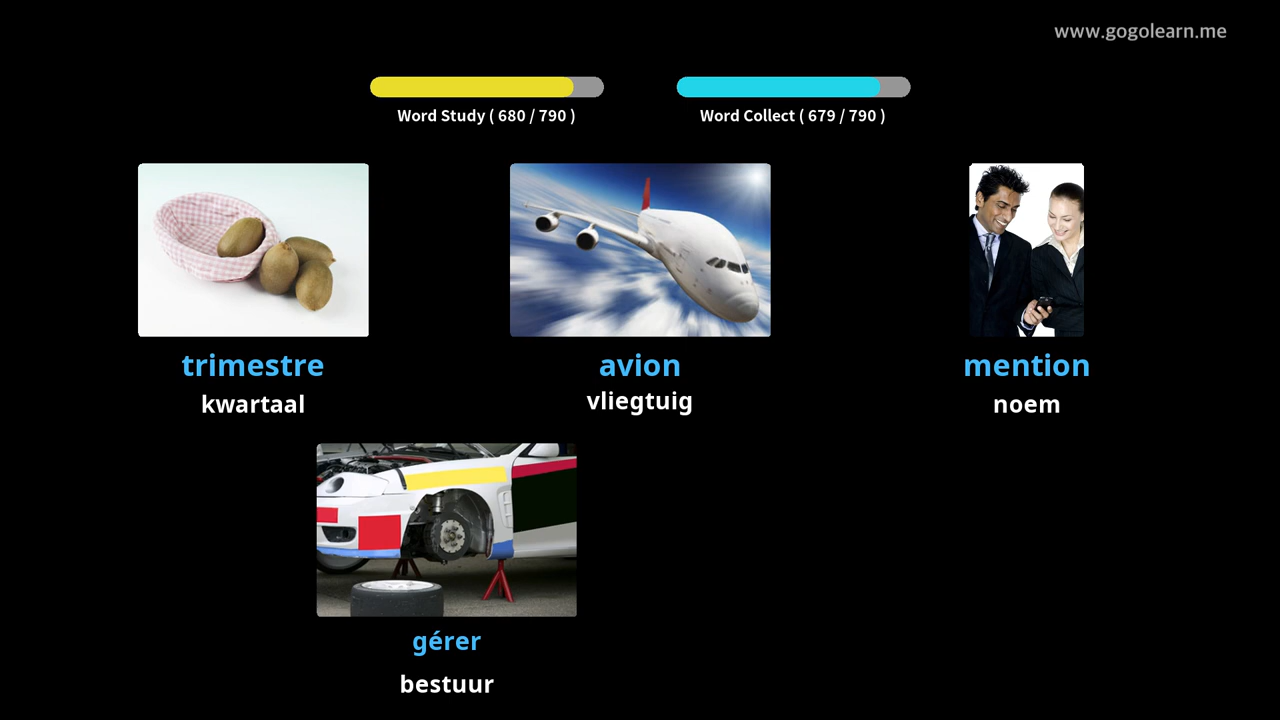 www.gogolearn.me
Word Study ( 680 / 790 )
Word Collect ( 679 / 790 )
trimestre
kwartaal
avion
vliegtuig
mention
noem
gérer
bestuur